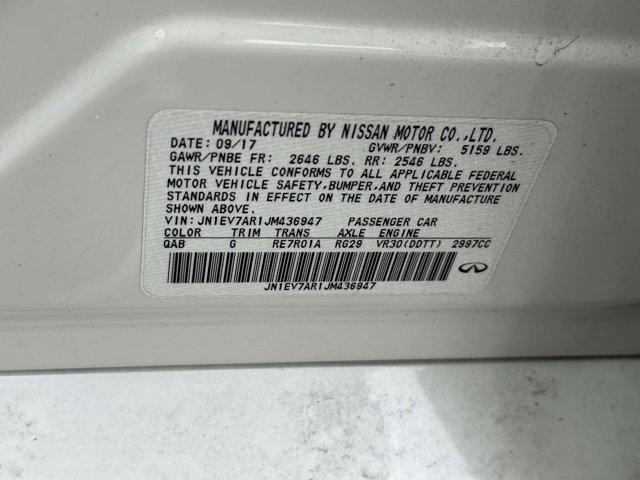 MANUFACTURED BY NISSAN MOTOR CO.,LTD.
DATE: 09/17 GVWR/PNBV: 5159 LBS.
GAWR/PNBE FR: 2646 LBS. RR: 2546 LBS.
THIS VEHICLE CONFORMS TO ALL APPLICABLE FEDERAL
MOTOR VEHICLE SAFETY,BUMPER,AND THEFT PREVENTION
STANDARDS IN EFFECT ON THE DATE OF MANUFACTURE
SHOWN ABOVE.
VIN: JN1EV7AR1JM436947 PASSENGER CAR
COLOR TRIM TRANS AXLE ENGINE
QAB G RE7R01A RG29 VR30(DDTT) 2997CC
JN1EV7AR1JM436947